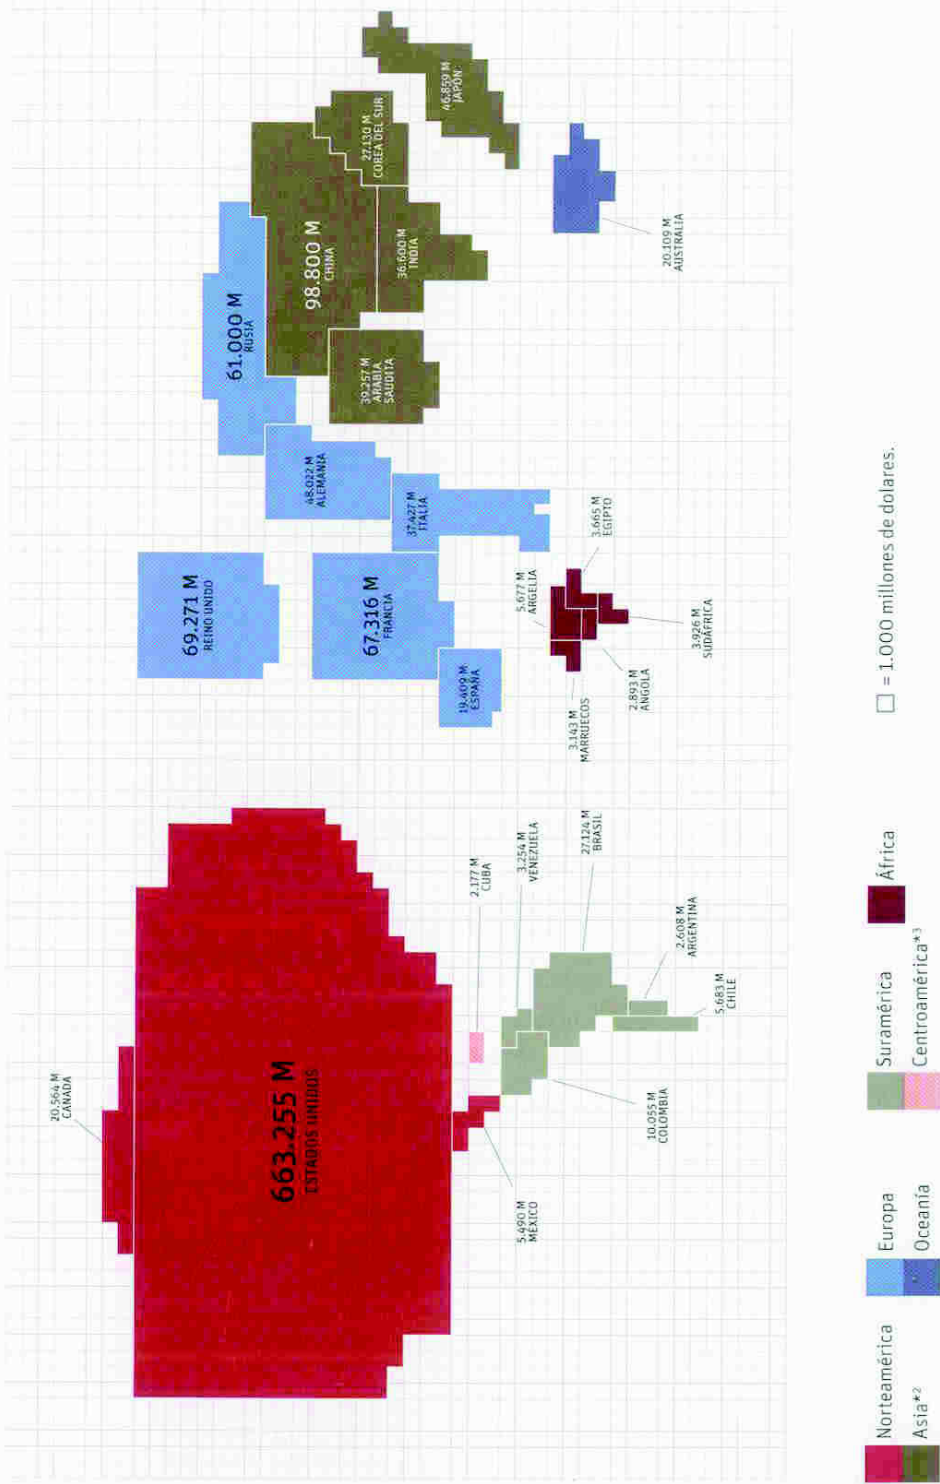 20.564 M
CANADÁ
663.255 M
ESTADOS UNIDOS
5.490 M
MÉXICO
2.177 M
CUBA
3.254 M
VENEZUELA
10.055 M
COLOMBIA
27.124 M
BRASIL
2.608 M
ARGENTINA
5.683 M
CHILE
69.271 M
REINO UNIDO
67.316 M
FRANCIA
19.409 M
ESPAÑA
48.022 M
ALEMANIA
37.427 M
ITALIA
61.000 M
RUSIA
5.677 M
ARGELIA
3.665 M
EGIPTO
3.143 M
MARRUECOS
2.893 M
ANGOLA
3.926 M
SUDÁFRICA
98.800 M
CHINA
27.130 M
COREA DEL SUR
46.859 M
JAPÓN
36.600 M
INDIA
39.257 M
ARABIA
SAUDITA
20.109 M
AUSTRALIA
= 1.000 millones de dolares.
Norteamérica
Europa
Suramérica
África
Asia*2
Oceanía
Centroamérica*3